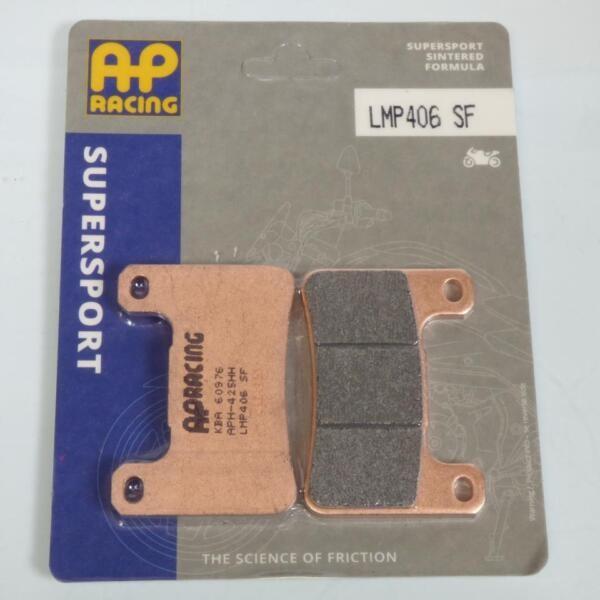 AP
RACING
SUPERSPORT
SINTERED
FORMULA
LMP406 SF
SUPERSPORT
AP RACING
KBA 60976
APH-425HH
LMP406 SF
THE SCIENCE OF FRICTION